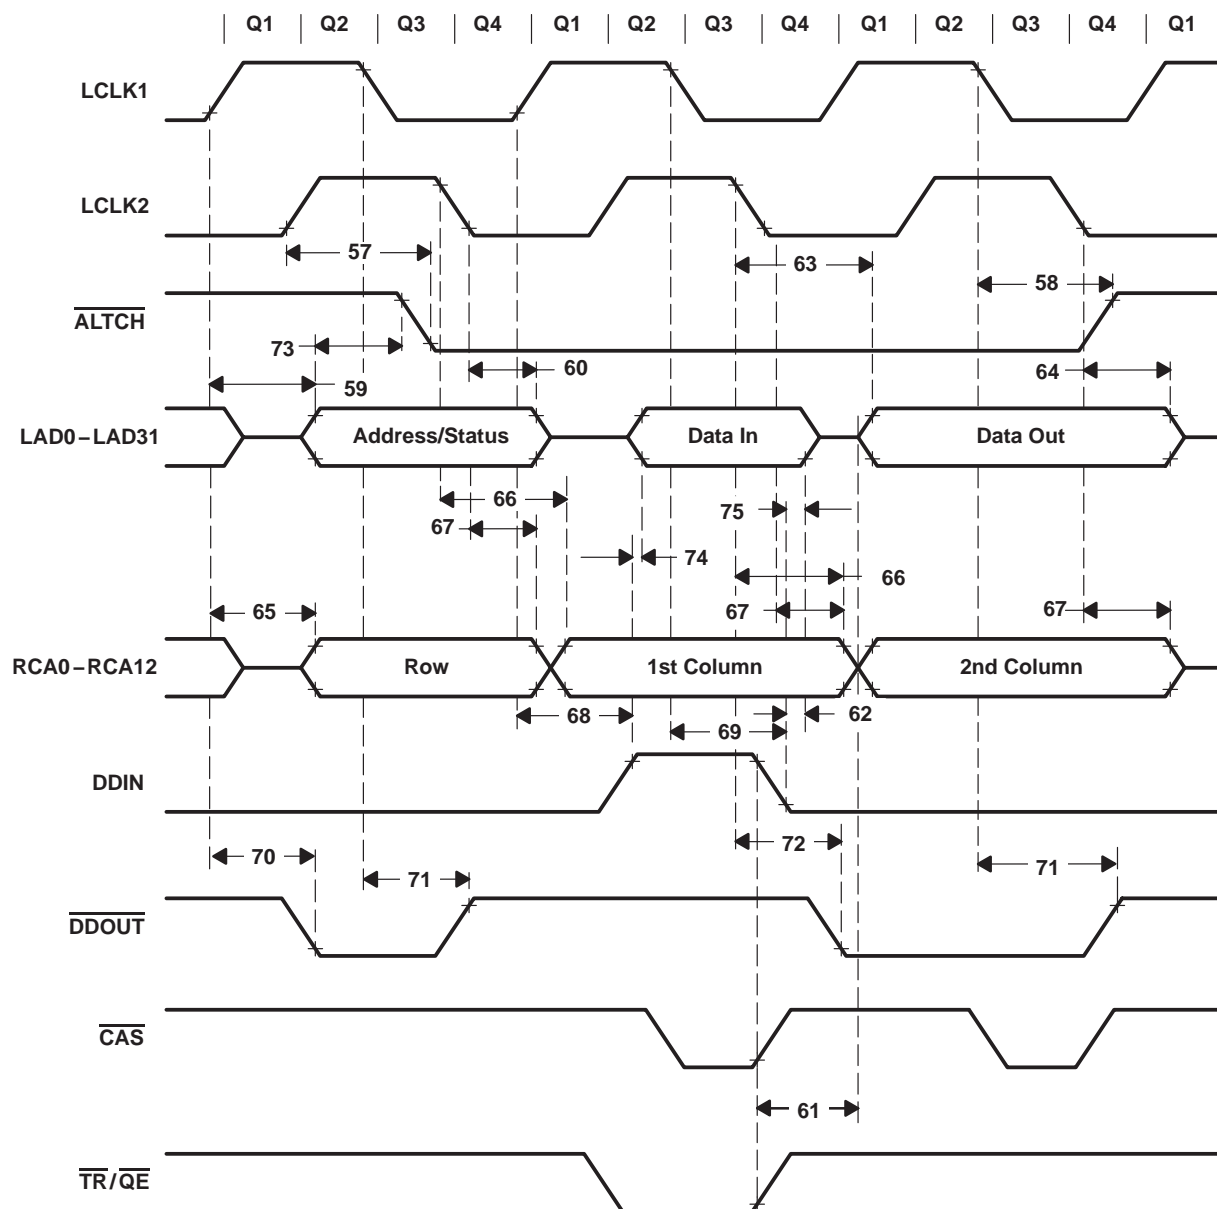 Q1 Q2 Q3 Q4 Q1 Q2 Q3 Q4 Q1 Q2 Q3 Q4 Q1
LCLK1
LCLK2
57 63
58
ALTCH
73
60 64
59
LAD0–LAD31 Address/Status Data In Data Out
66
75
67
74
66
65 67 67
RCA0–RCA12 Row 1st Column 2nd Column
68 62
69
DDIN
72
70 71
71
DDOUT
CAS
61
TR/QE